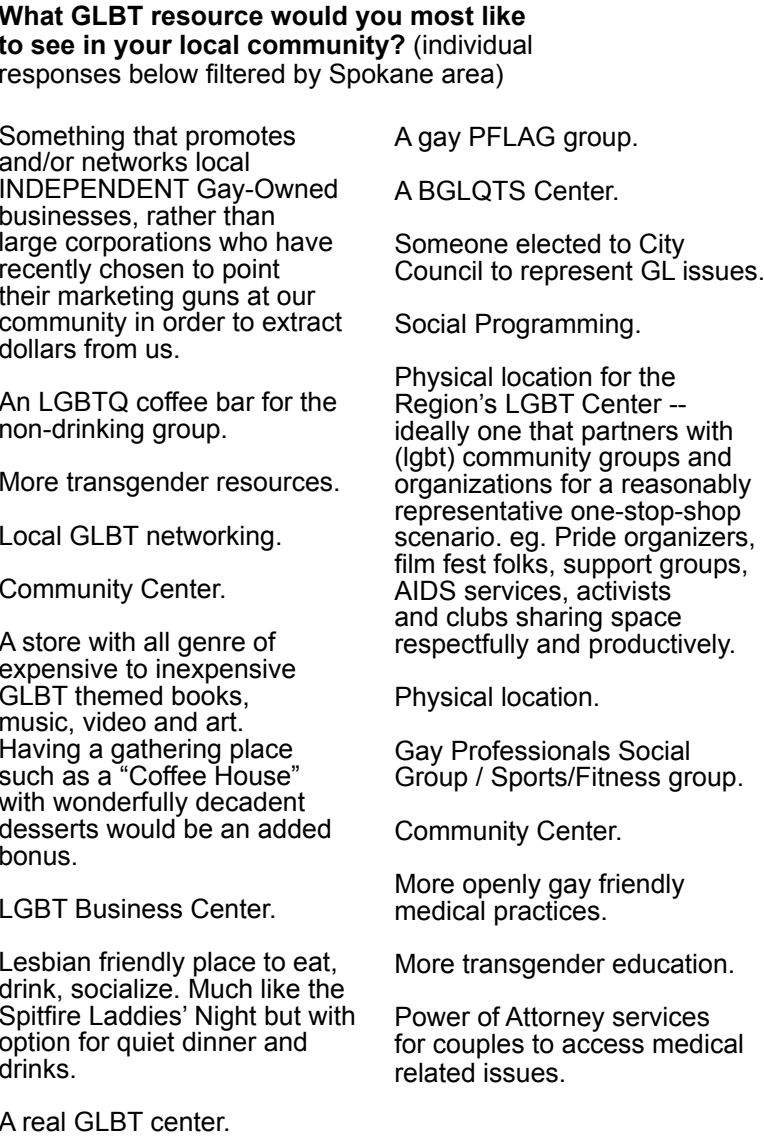 What GLBT resource would you most like
to see in your local community? (individual
responses below filtered by Spokane area)
Something that promotes
and/or networks local
INDEPENDENT Gay-Owned
businesses, rather than
large corporations who have
recently chosen to point
their marketing guns at our
community in order to extract
dollars from us.
An LGBTQ coffee bar for the
non-drinking group.
More transgender resources.
Local GLBT networking.
Community Center.
A store with all genre of
expensive to inexpensive
GLBT themed books,
music, video and art.
Having a gathering place
such as a “Coffee House”
with wonderfully decadent
desserts would be an added
bonus.
LGBT Business Center.
Lesbian friendly place to eat,
drink, socialize. Much like the
Spitfire Laddies’ Night but with
option for quiet dinner and
drinks.
A real GLBT center.
A gay PFLAG group.
A BGLQTS Center.
Someone elected to City
Council to represent GL issues.
Social Programming.
Physical location for the
Region’s LGBT Center --
ideally one that partners with
(lgbt) community groups and
organizations for a reasonably
representative one-stop-shop
scenario. eg. Pride organizers,
film fest folks, support groups,
AIDS services, activists
and clubs sharing space
respectfully and productively.
Physical location.
Gay Professionals Social
Group / Sports/Fitness group.
Community Center.
More openly gay friendly
medical practices.
More transgender education.
Power of Attorney services
for couples to access medical
related issues.